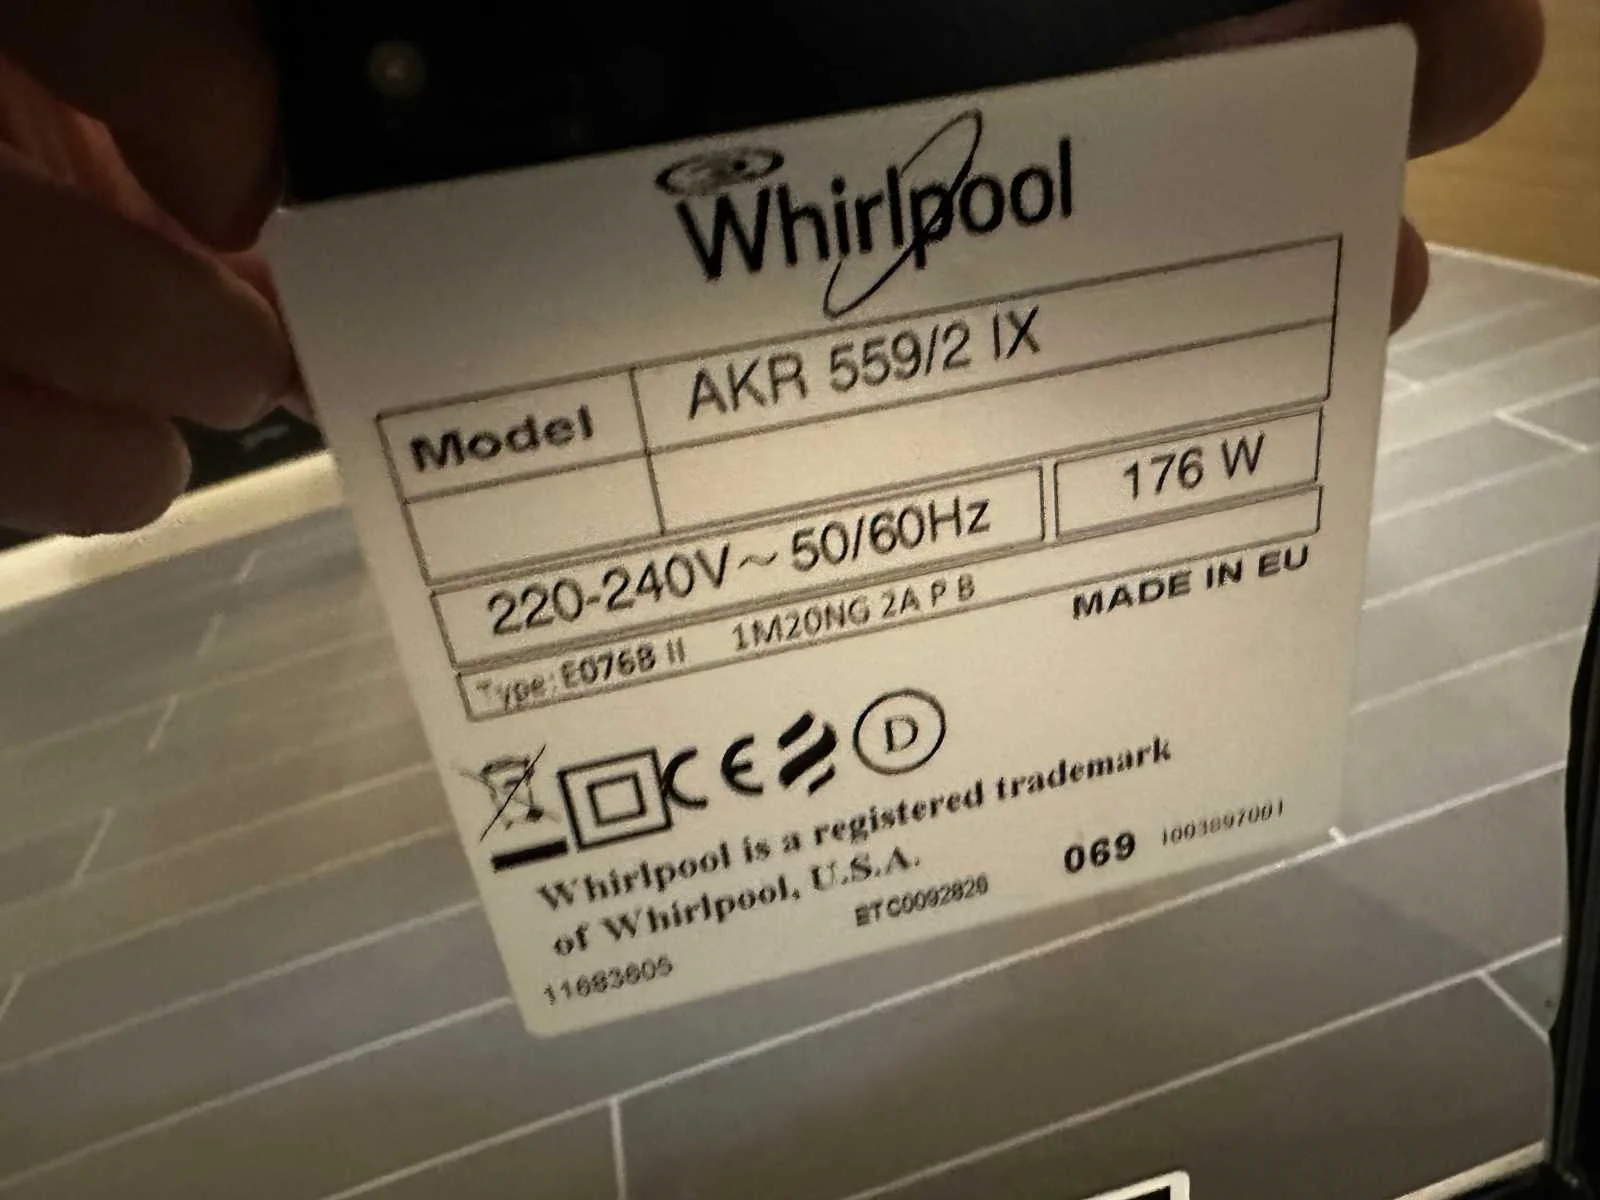 Whirlpool
Model AKR 559/2 IX
220-240V~50/60Hz 176 W
Type: E076B II 1M20NG 2A P B
MADE IN EU
CE D
Whirlpool is a registered trademark
of Whirlpool, U.S.A.
069
11683605